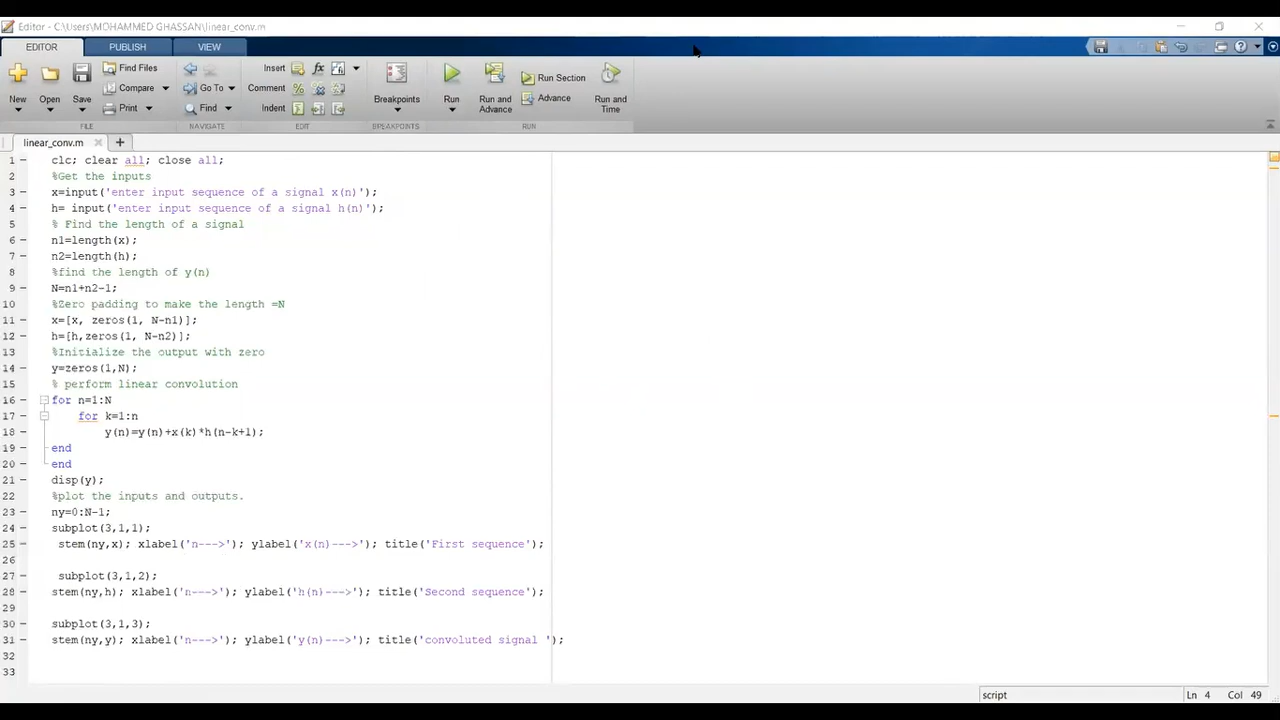 Editor - C:\Users\MOHAMMED GHASSAN\linear_conv.m
EDITOR PUBLISH VIEW
New
Open
Save
Find Files
Compare
Print
Go To
Find
Insert
Comment
Indent
fx
Breakpoints
Run
Run and Advance
Run Section
Advance
Run and Time
FILE NAVIGATE EDIT BREAKPOINTS RUN
linear_conv.m
1 clc; clear all; close all;
2 %Get the inputs
3 x=input('enter input sequence of a signal x(n)');
4 h= input('enter input sequence of a signal h(n)');
5 % Find the length of a signal
6 n1=length(x);
7 n2=length(h);
8 %find the length of y(n)
9 N=n1+n2-1;
10 %Zero padding to make the length =N
11 x=[x, zeros(1, N-n1)];
12 h=[h,zeros(1, N-n2)];
13 %Initialize the output with zero
14 y=zeros(1,N);
15 % perform linear convolution
16 for n=1:N
17 for k=1:n
18 y(n)=y(n)+x(k)*h(n-k+1);
19 end
20 end
21 disp(y);
22 %plot the inputs and outputs.
23 ny=0:N-1;
24 subplot(3,1,1);
25 stem(ny,x); xlabel('n--->'); ylabel('x(n)--->'); title('First sequence');
26
27 subplot(3,1,2);
28 stem(ny,h); xlabel('n--->'); ylabel('h(n)--->'); title('Second sequence');
29
30 subplot(3,1,3);
31 stem(ny,y); xlabel('n--->'); ylabel('y(n)--->'); title('convoluted signal ');
32
33
script Ln 4 Col 49